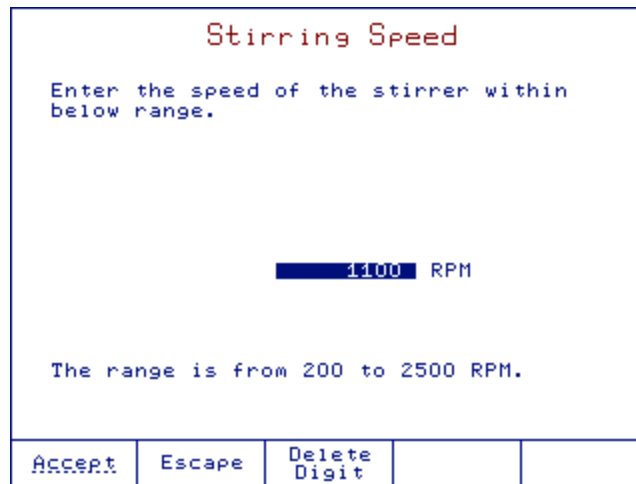 Stirring Speed
Enter the speed of the stirrer within
below range.
1100 RPM
The range is from 200 to 2500 RPM.
Accept Escape Delete
Digit